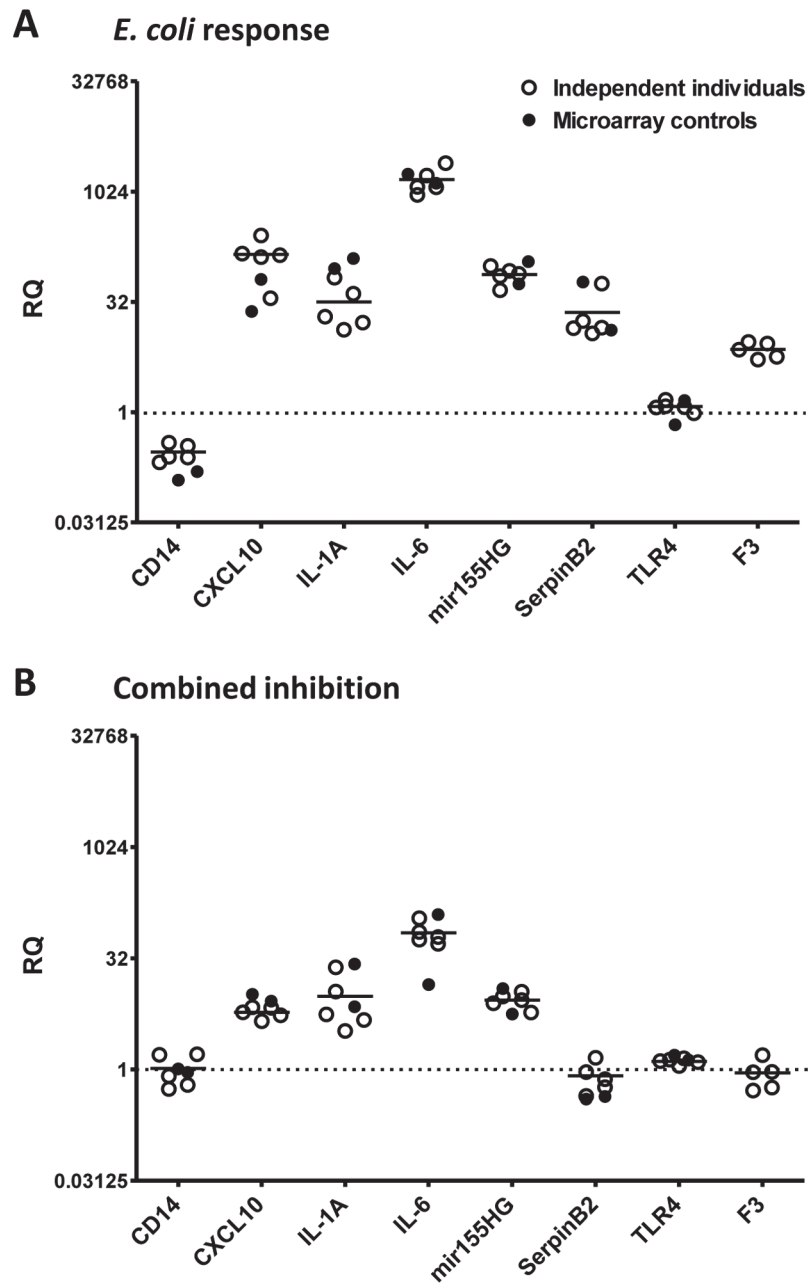 A
E. coli response
32768
1024
32
1
0.03125
RQ
Independent individuals
Microarray controls
CD14
CXCL10
IL-1A
IL-6
mir155HG
SerpinB2
TLR4
F3
B
Combined inhibition
32768
1024
32
1
0.03125
RQ
CD14
CXCL10
IL-1A
IL-6
mir155HG
SerpinB2
TLR4
F3